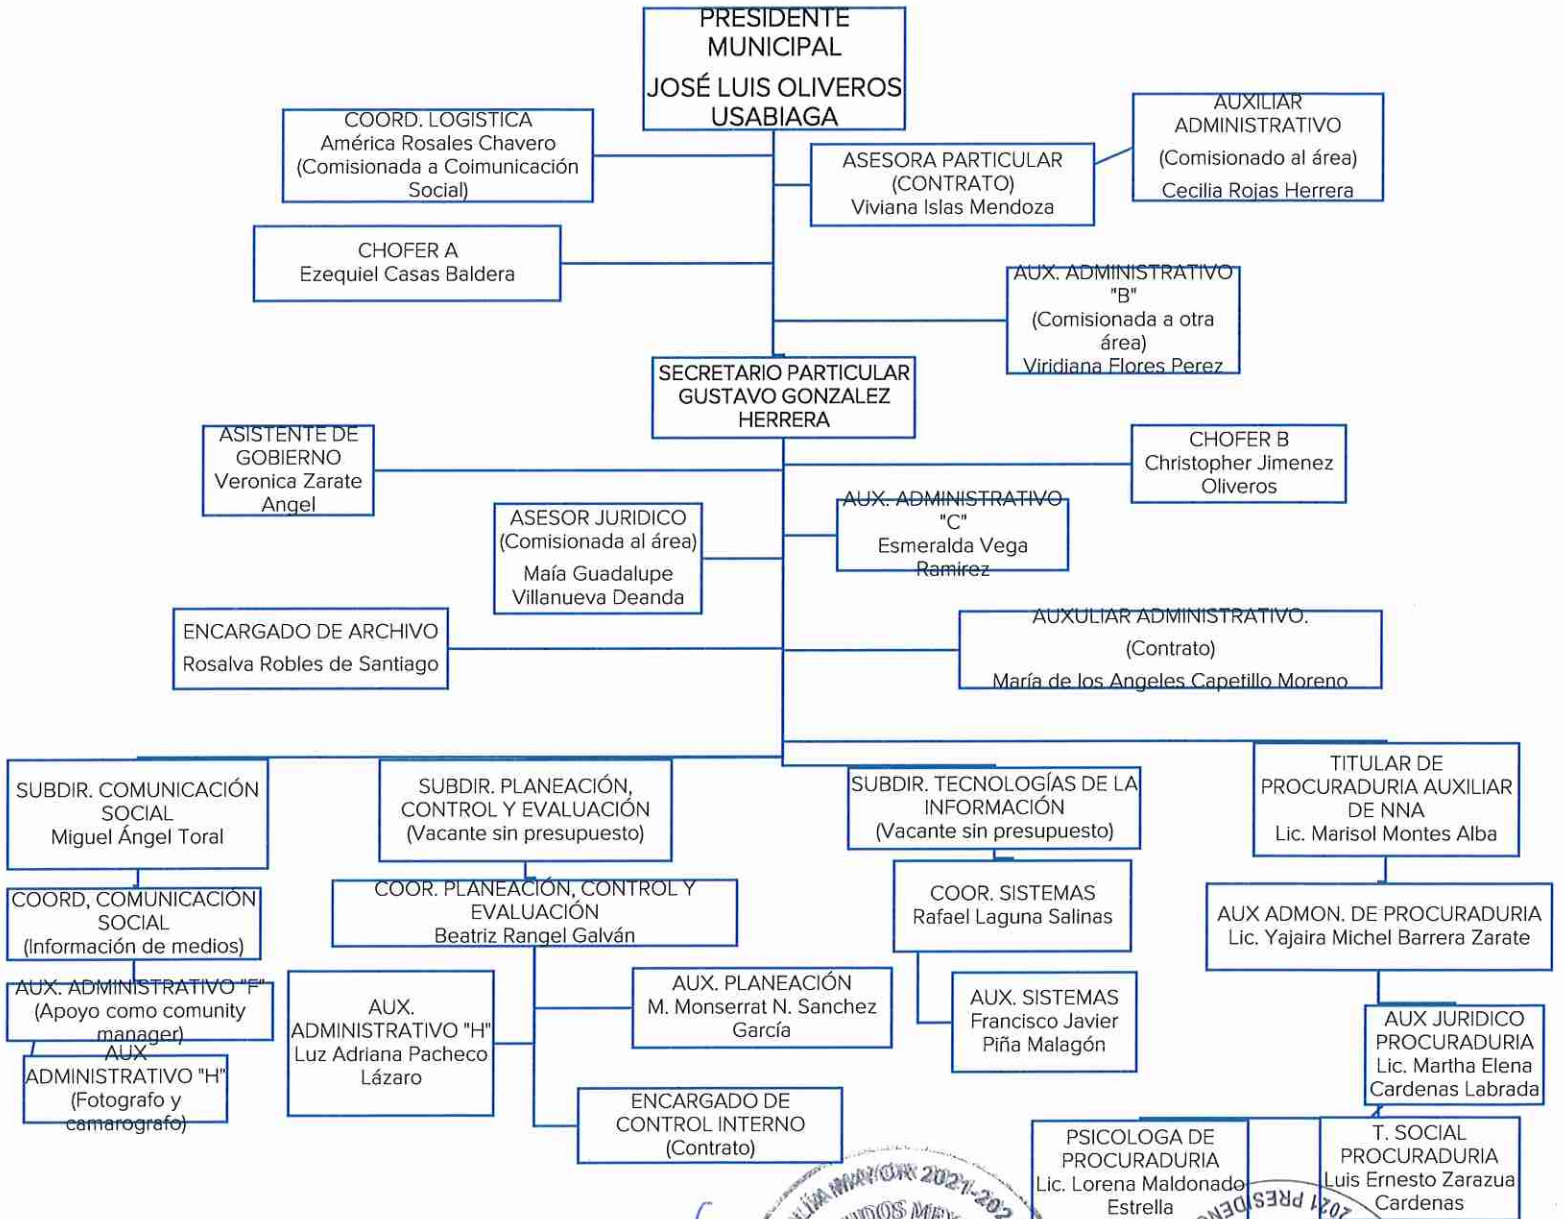 PRESIDENTE
MUNICIPAL
JOSÉ LUIS OLIVEROS
USABIAGA
COORD. LOGISTICA
América Rosales Chavero
(Comisionada a Coimunicación
Social)
ASESORA PARTICULAR
(CONTRATO)
Viviana Islas Mendoza
AUXILIAR
ADMINISTRATIVO
(Comisionado al área)
Cecilia Rojas Herrera
CHOFER A
Ezequiel Casas Baldera
AUX. ADMINISTRATIVO
"B"
(Comisionada a otra
área)
Viridiana Flores Perez
SECRETARIO PARTICULAR
GUSTAVO GONZALEZ
HERRERA
ASISTENTE DE
GOBIERNO
Veronica Zarate
Angel
CHOFER B
Christopher Jimenez
Oliveros
ASESOR JURIDICO
(Comisionada al área)
Maía Guadalupe
Villanueva Deanda
AUX. ADMINISTRATIVO
"C"
Esmeralda Vega
Ramirez
ENCARGADO DE ARCHIVO
Rosalva Robles de Santiago
AUXULIAR ADMINISTRATIVO.
(Contrato)
María de los Angeles Capetillo Moreno
SUBDIR. COMUNICACIÓN
SOCIAL
Miguel Ángel Toral
SUBDIR. PLANEACIÓN,
CONTROL Y EVALUACIÓN
(Vacante sin presupuesto)
SUBDIR. TECNOLOGÍAS DE LA
INFORMACIÓN
(Vacante sin presupuesto)
TITULAR DE
PROCURADURIA AUXILIAR
DE NNA
Lic. Marisol Montes Alba
COORD, COMUNICACIÓN
SOCIAL
(Información de medios)
COOR. PLANEACIÓN, CONTROL Y
EVALUACIÓN
Beatriz Rangel Galván
COOR. SISTEMAS
Rafael Laguna Salinas
AUX ADMON. DE PROCURADURIA
Lic. Yajaira Michel Barrera Zarate
AUX. ADMINISTRATIVO "F"
(Apoyo como comunity
manager)
AUX
ADMINISTRATIVO "H"
(Fotografo y
camarografo)
AUX.
ADMINISTRATIVO "H"
Luz Adriana Pacheco
Lázaro
AUX. PLANEACIÓN
M. Monserrat N. Sanchez
García
AUX. SISTEMAS
Francisco Javier
Piña Malagón
AUX JURIDICO
PROCURADURIA
Lic. Martha Elena
Cardenas Labrada
ENCARGADO DE
CONTROL INTERNO
(Contrato)
PSICOLOGA DE
PROCURADURIA
Lic. Lorena Maldonado
Estrella
T. SOCIAL
PROCURADURIA
Luis Ernesto Zarazua
Cardenas
MAYOR 2021-202
2021 PRESIDEN